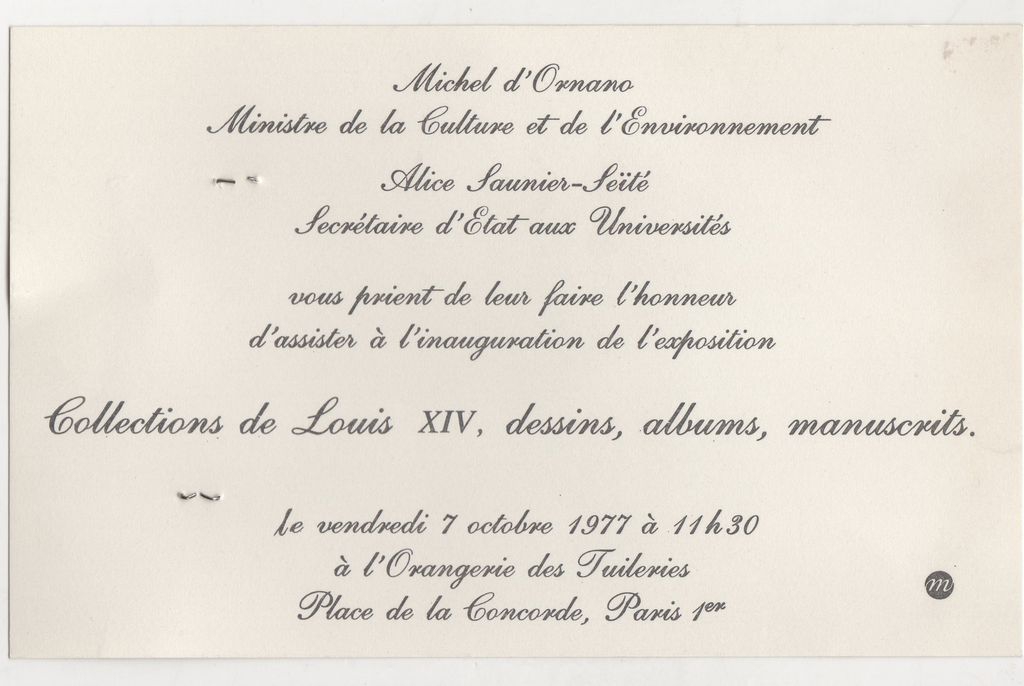 Michel d'Ornano
Ministre de la Culture et de l'Environnement
Alice Saunier-Seïté
Secrétaire d'Etat aux Universités
vous prient de leur faire l'honneur
d'assister à l'inauguration de l'exposition
Collections de Louis XIV, dessins, albums, manuscrits.
le vendredi 7 octobre 1977 à 11h30
à l'Orangerie des Tuileries
Place de la Concorde, Paris 1er
m